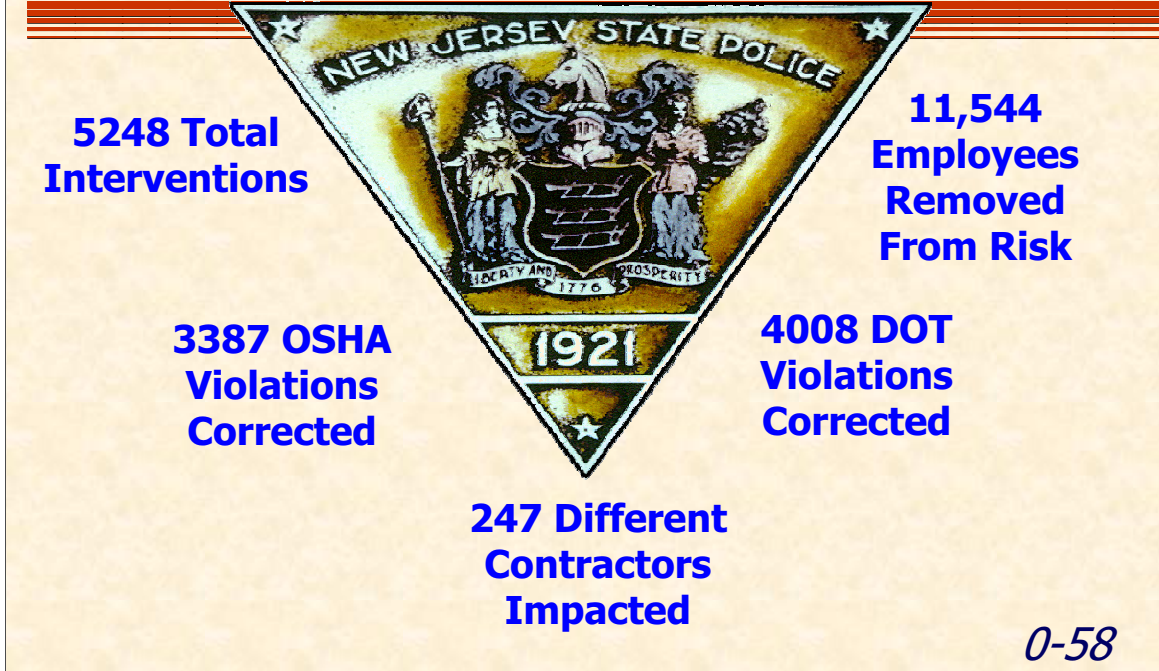 NEW JERSEY STATE POLICE
5248 Total
Interventions
11,544
Employees
Removed
From Risk
LIBERTY AND
PROSPERITY
1776
1921
3387 OSHA
Violations
Corrected
4008 DOT
Violations
Corrected
247 Different
Contractors
Impacted
0-58